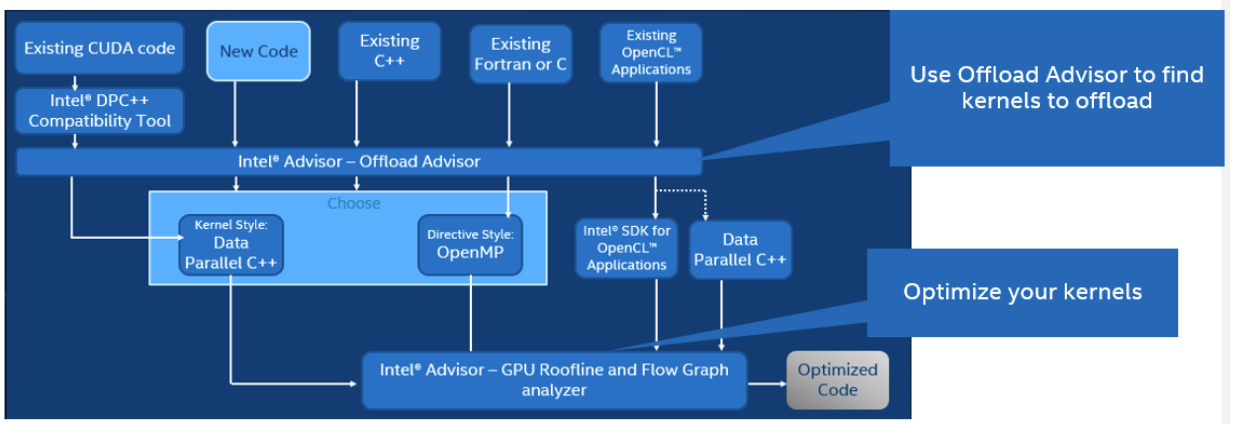 Existing CUDA code
New Code
Existing
C++
Existing
Fortran or C
Existing
OpenCL™
Applications
Use Offload Advisor to find
kernels to offload
Intel® DPC++
Compatibility Tool
Intel® Advisor – Offload Advisor
Choose
Kernel Style:
Data
Parallel C++
Directive Style:
OpenMP
Intel® SDK for
OpenCL™
Applications
Data
Parallel C++
Optimize your kernels
Intel® Advisor – GPU Roofline and Flow Graph
analyzer
Optimized
Code